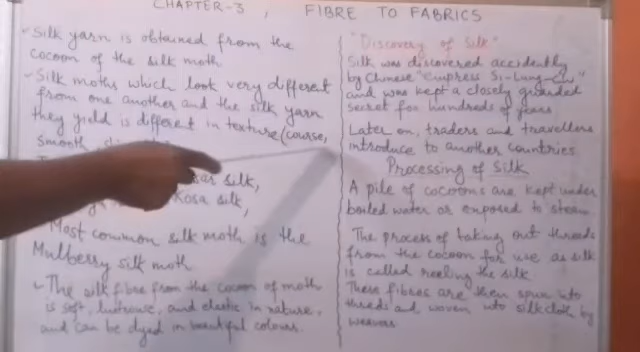 CHAPTER-3, FIBRE TO FABRICS
Silk yarn is obtained from the
cocoon of the silk moth
Silk moths which look very different
from one another and the silk yarn
they yield is different in texture (course,
Smooth,
silk,
Kosa silk,
Most common silk moth is the
Mulberry silk moth
The silk fibre from the cocoon of moth
is soft, lustrous, and elastic in nature,
and can be dyed in beautiful colours.
"Discovery of Silk"
Silk was discovered accidently
by Chinese "empress Si-Lung-
and was kept a closely guarded
secret for hundreds of years
Later on, traders and travellers
introduce to another countries
Processing of Silk
A pile of cocoons are kept under
boiled water or exposed to steam
The process of taking out threads
from the cocoon for use as silk
is called reeling the silk
These fibres are then spun into
threds and woven into silk cloth by
weavers